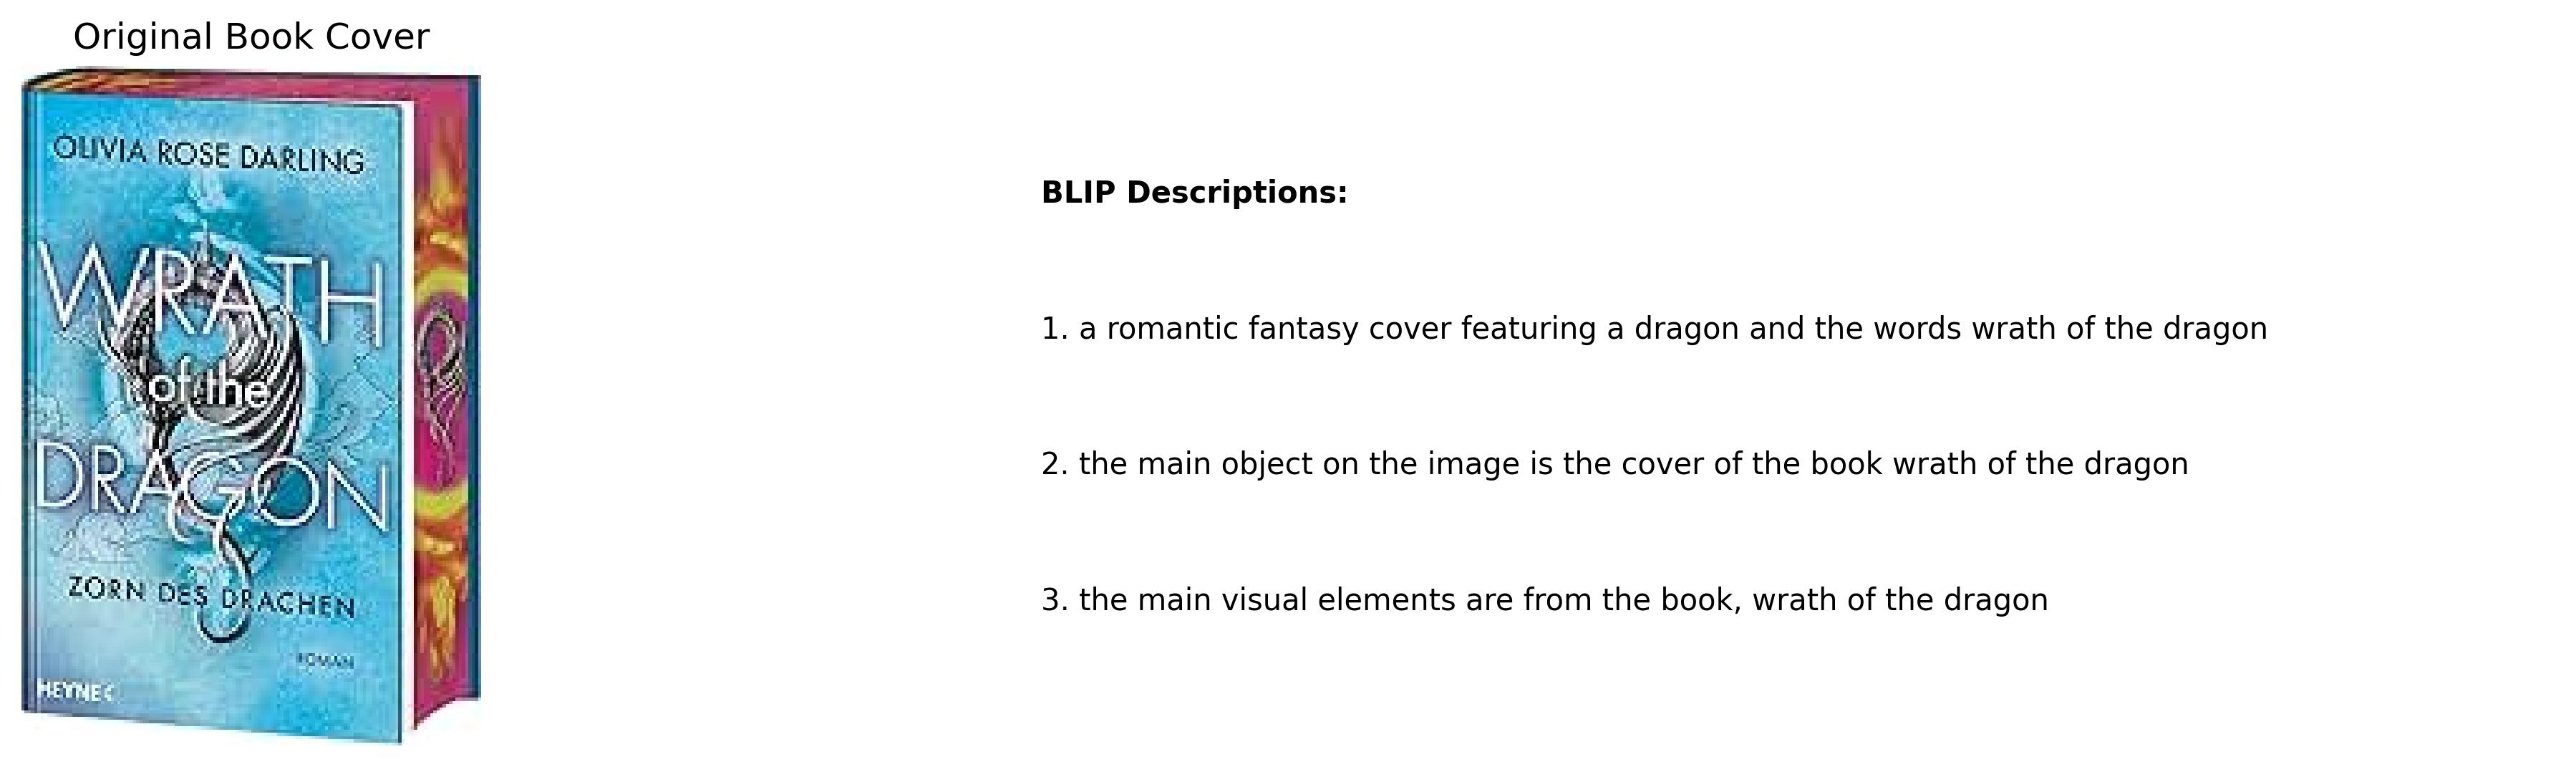 Original Book Cover
OLIVIA ROSE DARLING
WRATH
of the
DRAGON
ZORN DES DRACHEN
ROMAN
HEYNE<
BLIP Descriptions:
1. a romantic fantasy cover featuring a dragon and the words wrath of the dragon
2. the main object on the image is the cover of the book wrath of the dragon
3. the main visual elements are from the book, wrath of the dragon